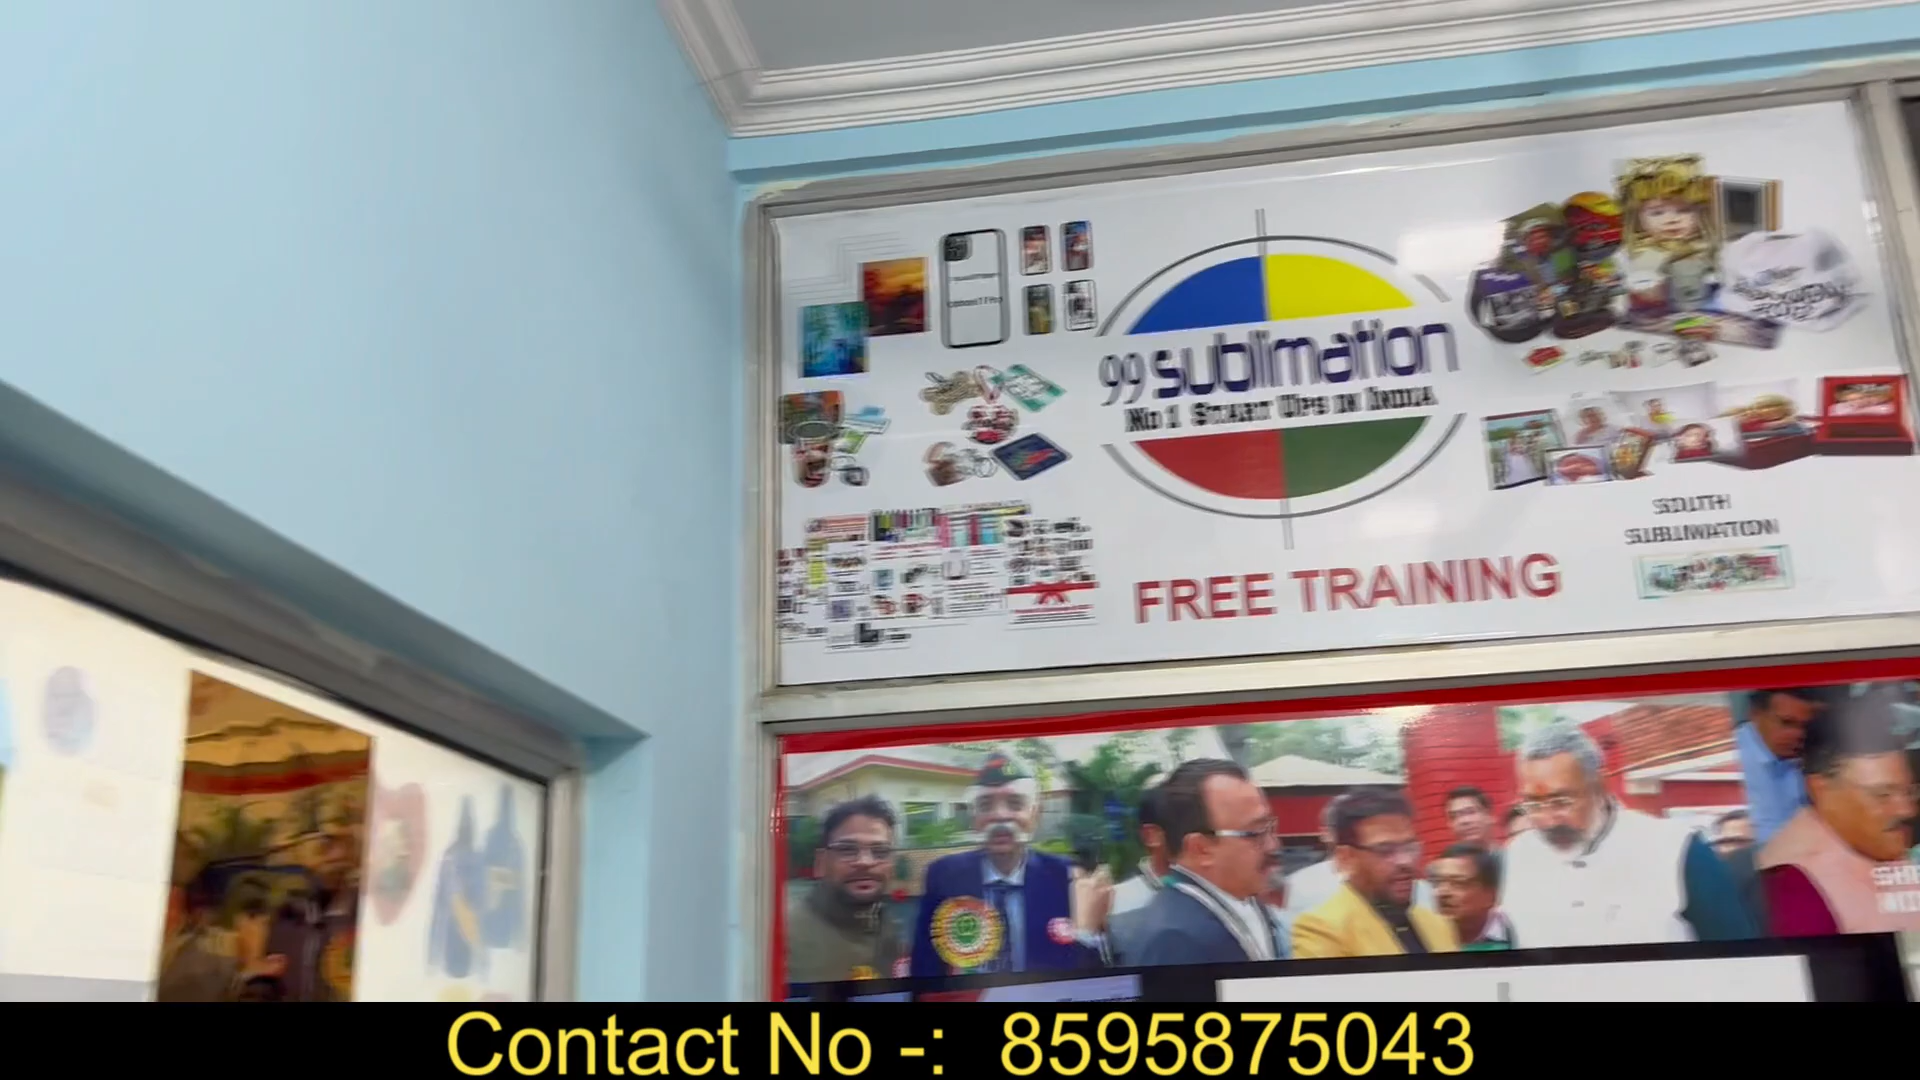 99 sublimation
No 1 START UPS IN INDIA
FREE TRAINING
SOUTH
SUBLIMATION
Contact No -: 8595875043